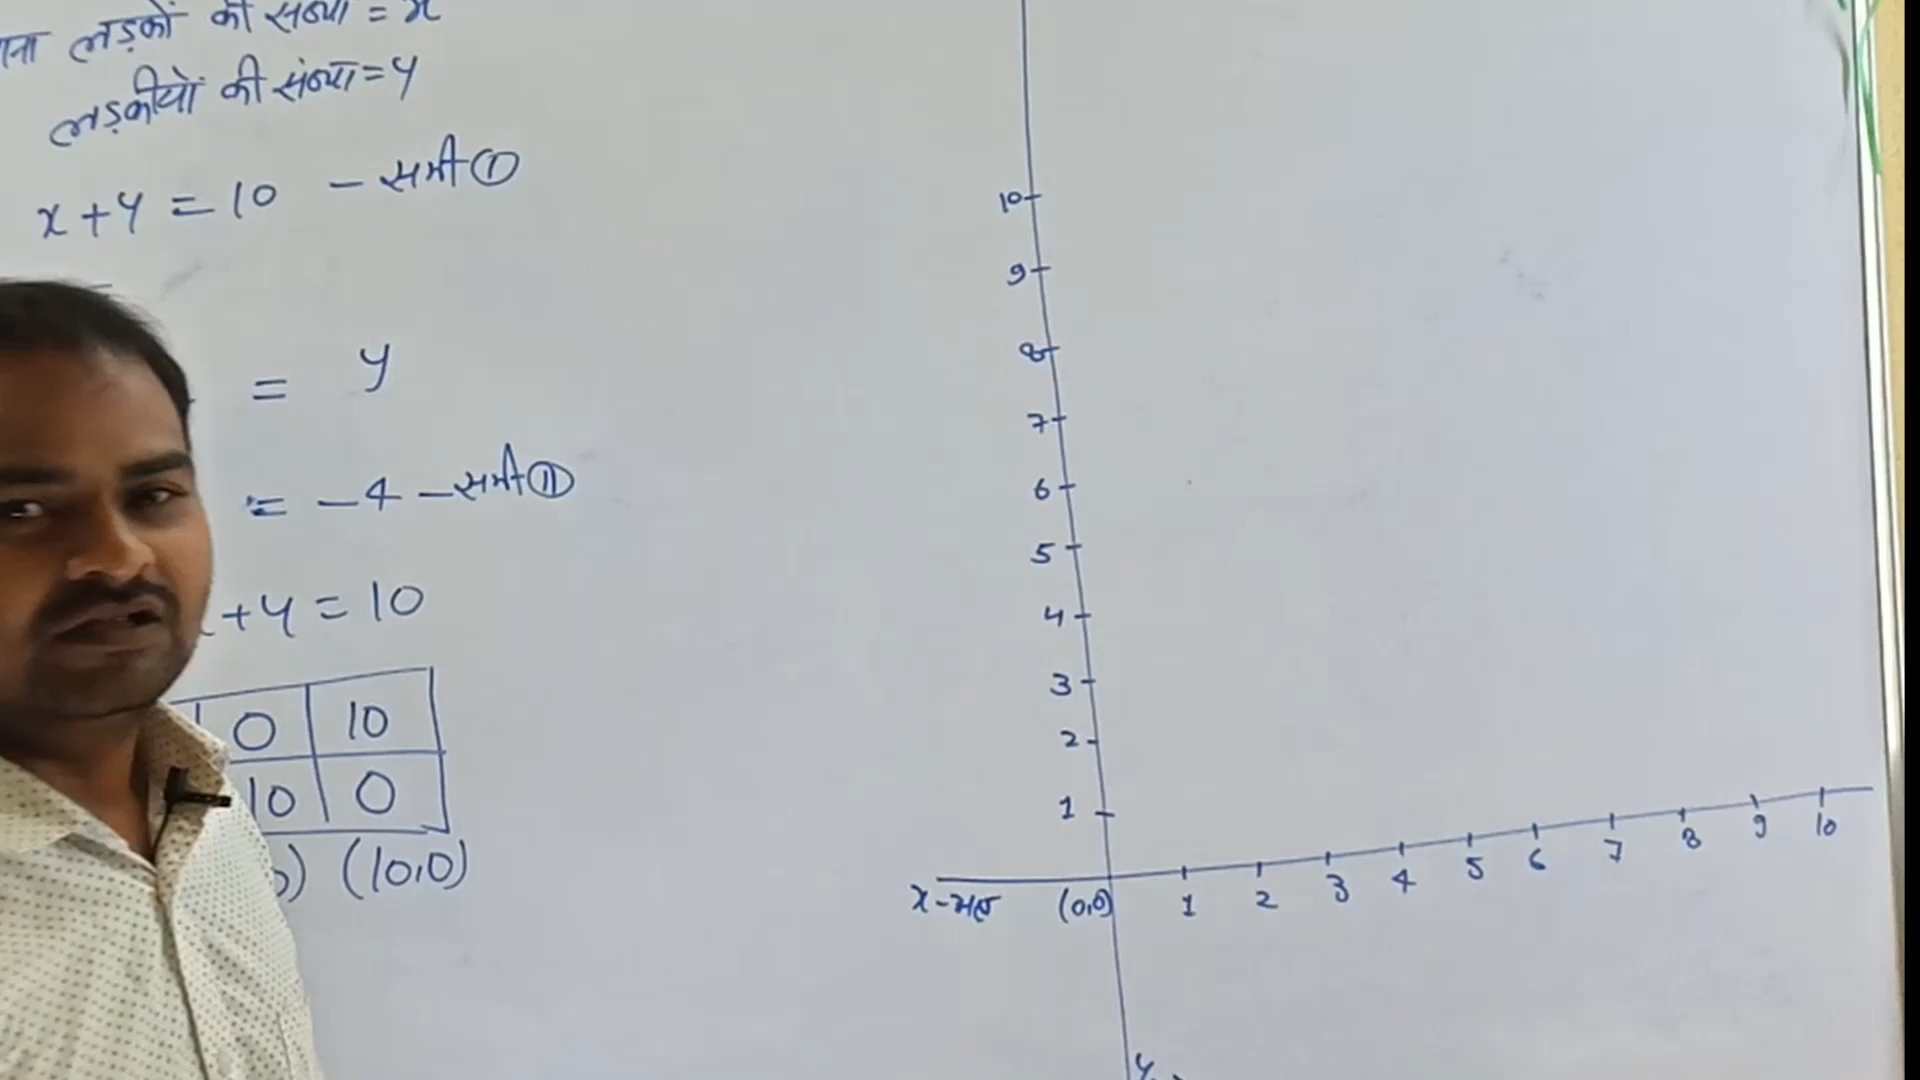 लड़कों की संख्या = x
लड़कीयों की संख्या = y
x + y = 10 - समी ①
= y
= -4 - समी ②
+ y = 10
0 10
10 0
) (10,0)
10
9
8
7
6
5
4
3
2
1
x-अक्ष (0,0) 1 2 3 4 5 6 7 8 9 10
y